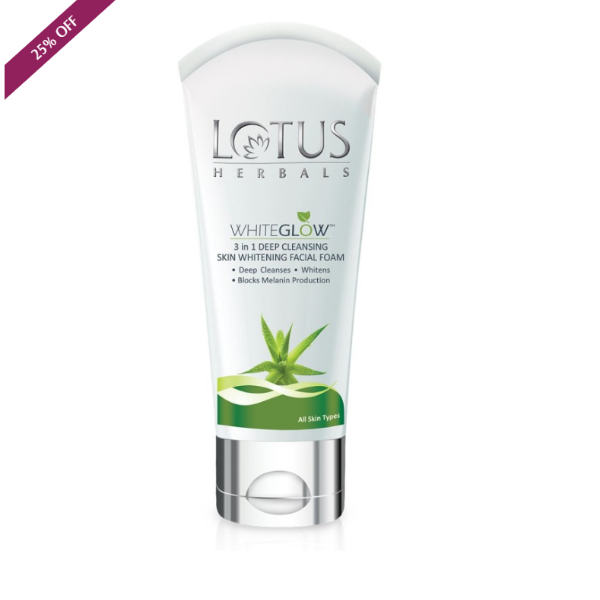 25% OFF
LOTUS
HERBALS
WHITEGLOW™
3 in 1 DEEP CLEANSING
SKIN WHITENING FACIAL FOAM
• Deep Cleanses • Whitens
• Blocks Melanin Production
All Skin Types